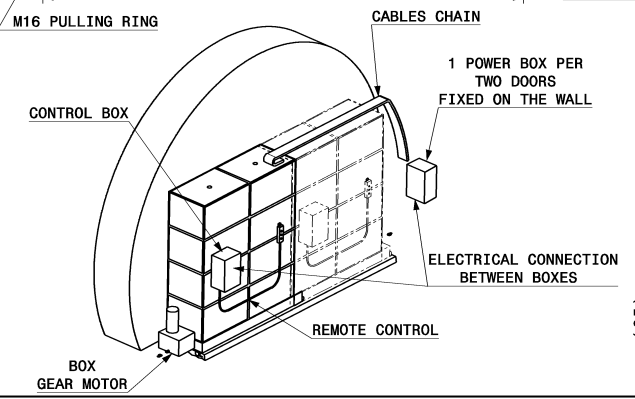 M16 PULLING RING
CABLES CHAIN
1 POWER BOX PER
TWO DOORS
FIXED ON THE WALL
CONTROL BOX
ELECTRICAL CONNECTION
BETWEEN BOXES
REMOTE CONTROL
BOX
GEAR MOTOR